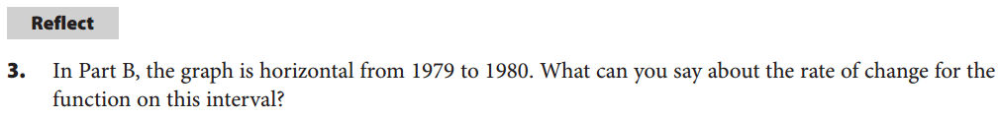 Reflect
3. In Part B, the graph is horizontal from 1979 to 1980. What can you say about the rate of change for the
function on this interval?